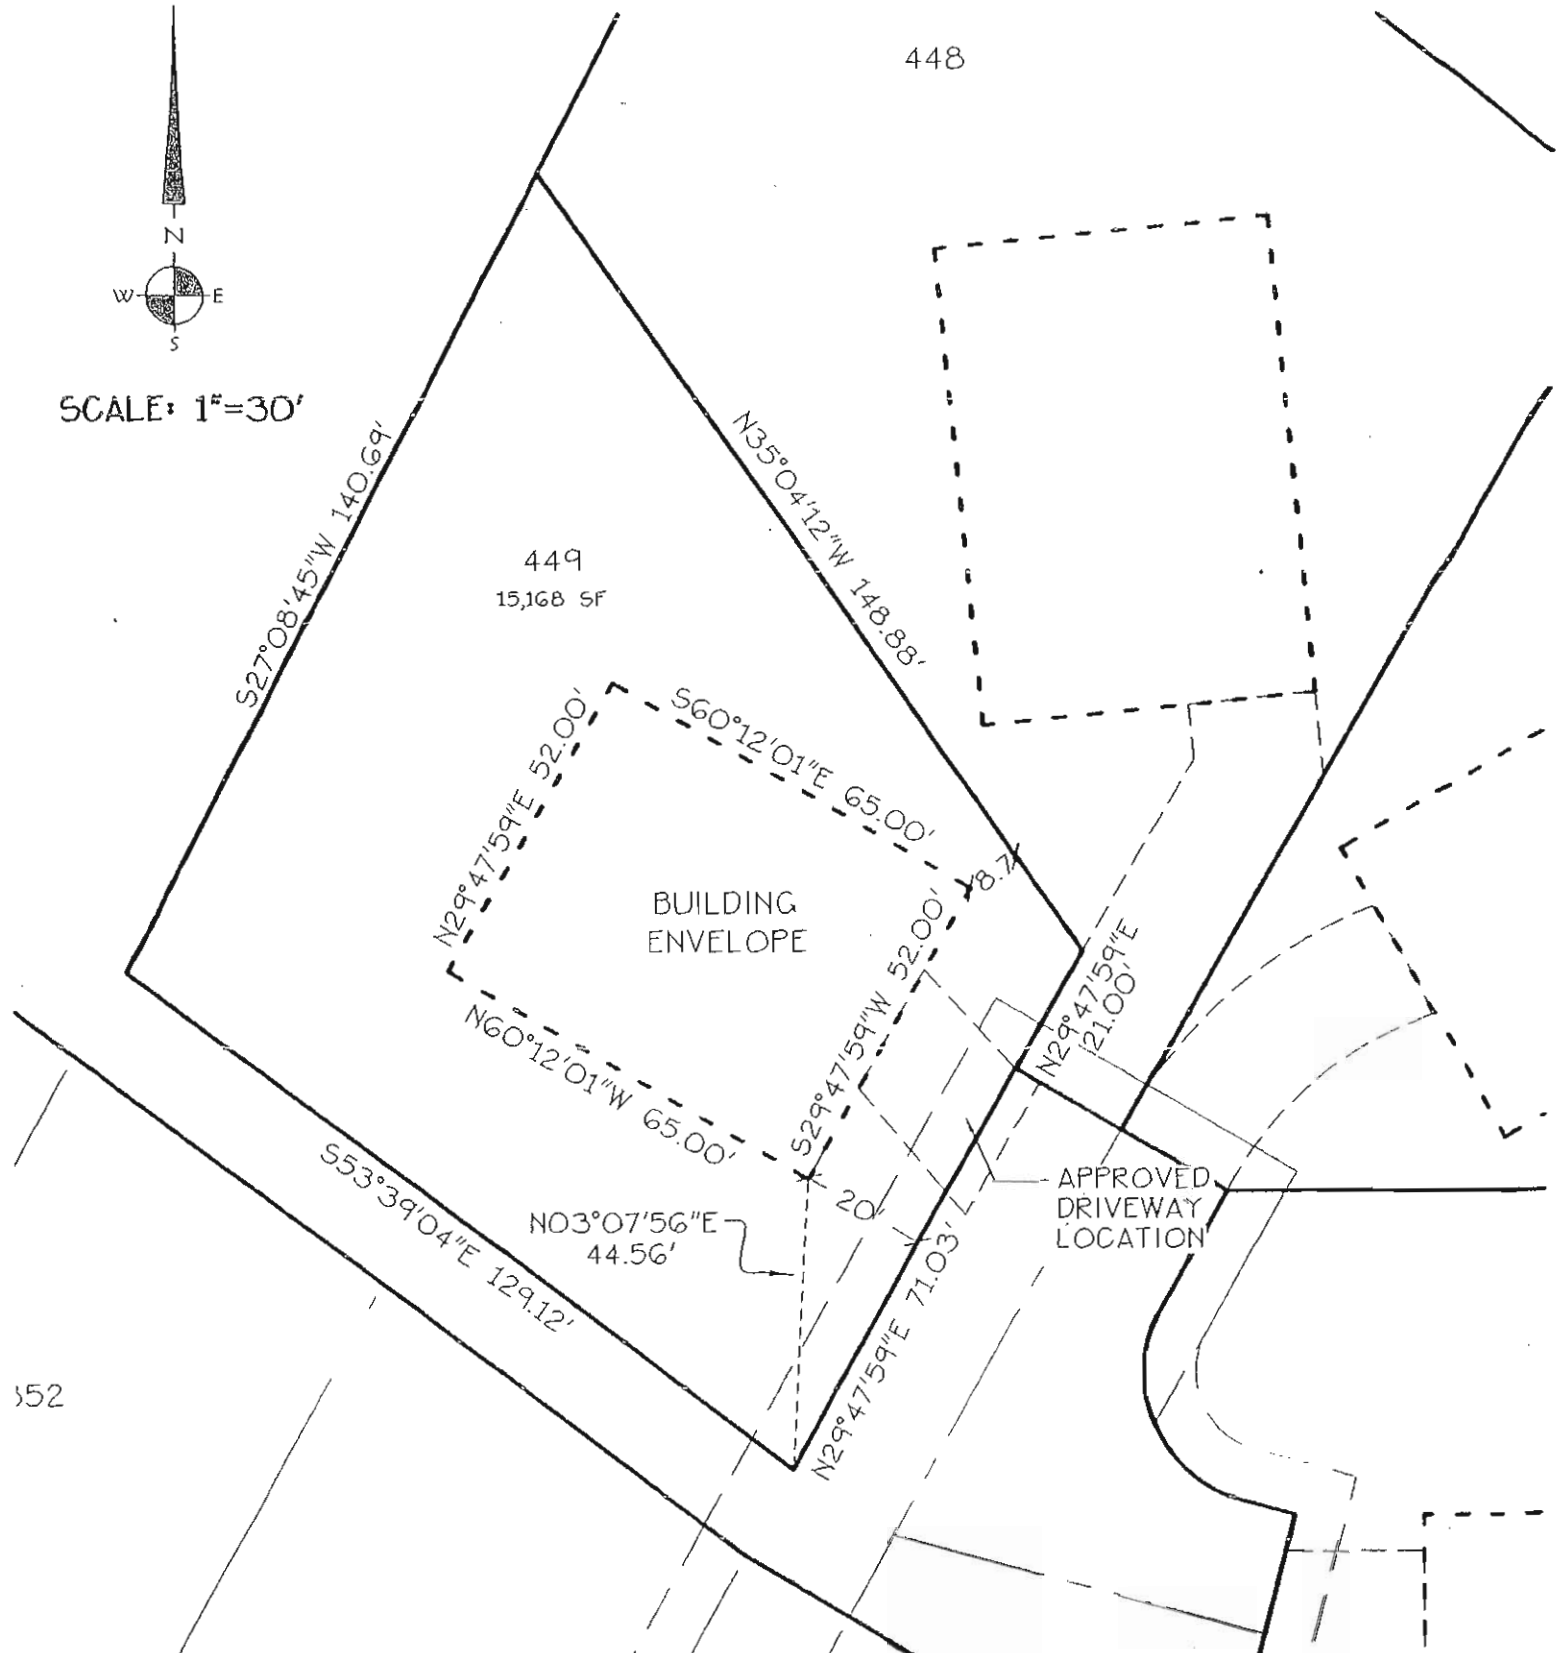 448
N
W E
S
SCALE: 1"=30'
S27°08'45"W 140.69'
N35°04'12"W 148.88'
449
15,168 SF
S60°12'01"E 65.00'
N29°47'59"E 52.00'
8.7'
BUILDING
ENVELOPE
S29°47'59"W 52.00'
N60°12'01"W 65.00'
N29°47'59"E
21.00'
S53°39'04"E 129.12'
N03°07'56"E
44.56'
20'
APPROVED
DRIVEWAY
LOCATION
N29°47'59"E 71.03'
52